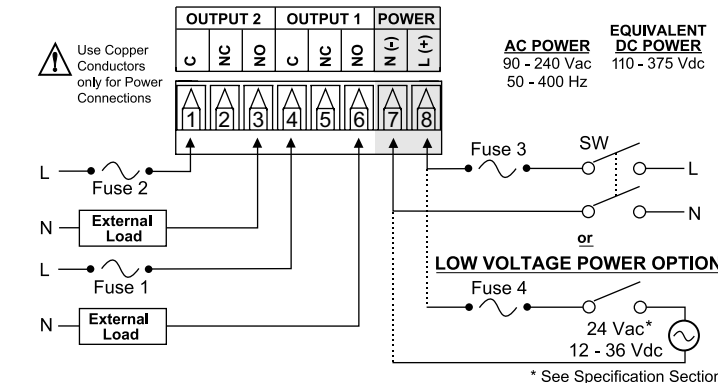 OUTPUT 2 OUTPUT 1 POWER
C NC NO C NC NO N (-) L (+)
1 2 3 4 5 6 7 8
Use Copper
Conductors
only for Power
Connections
AC POWER
90 - 240 Vac
50 - 400 Hz
EQUIVALENT
DC POWER
110 - 375 Vdc
L
Fuse 2
N
External
Load
L
Fuse 1
N
External
Load
Fuse 3
SW
L
N
or
LOW VOLTAGE POWER OPTION
Fuse 4
24 Vac*
12 - 36 Vdc
* See Specification Section